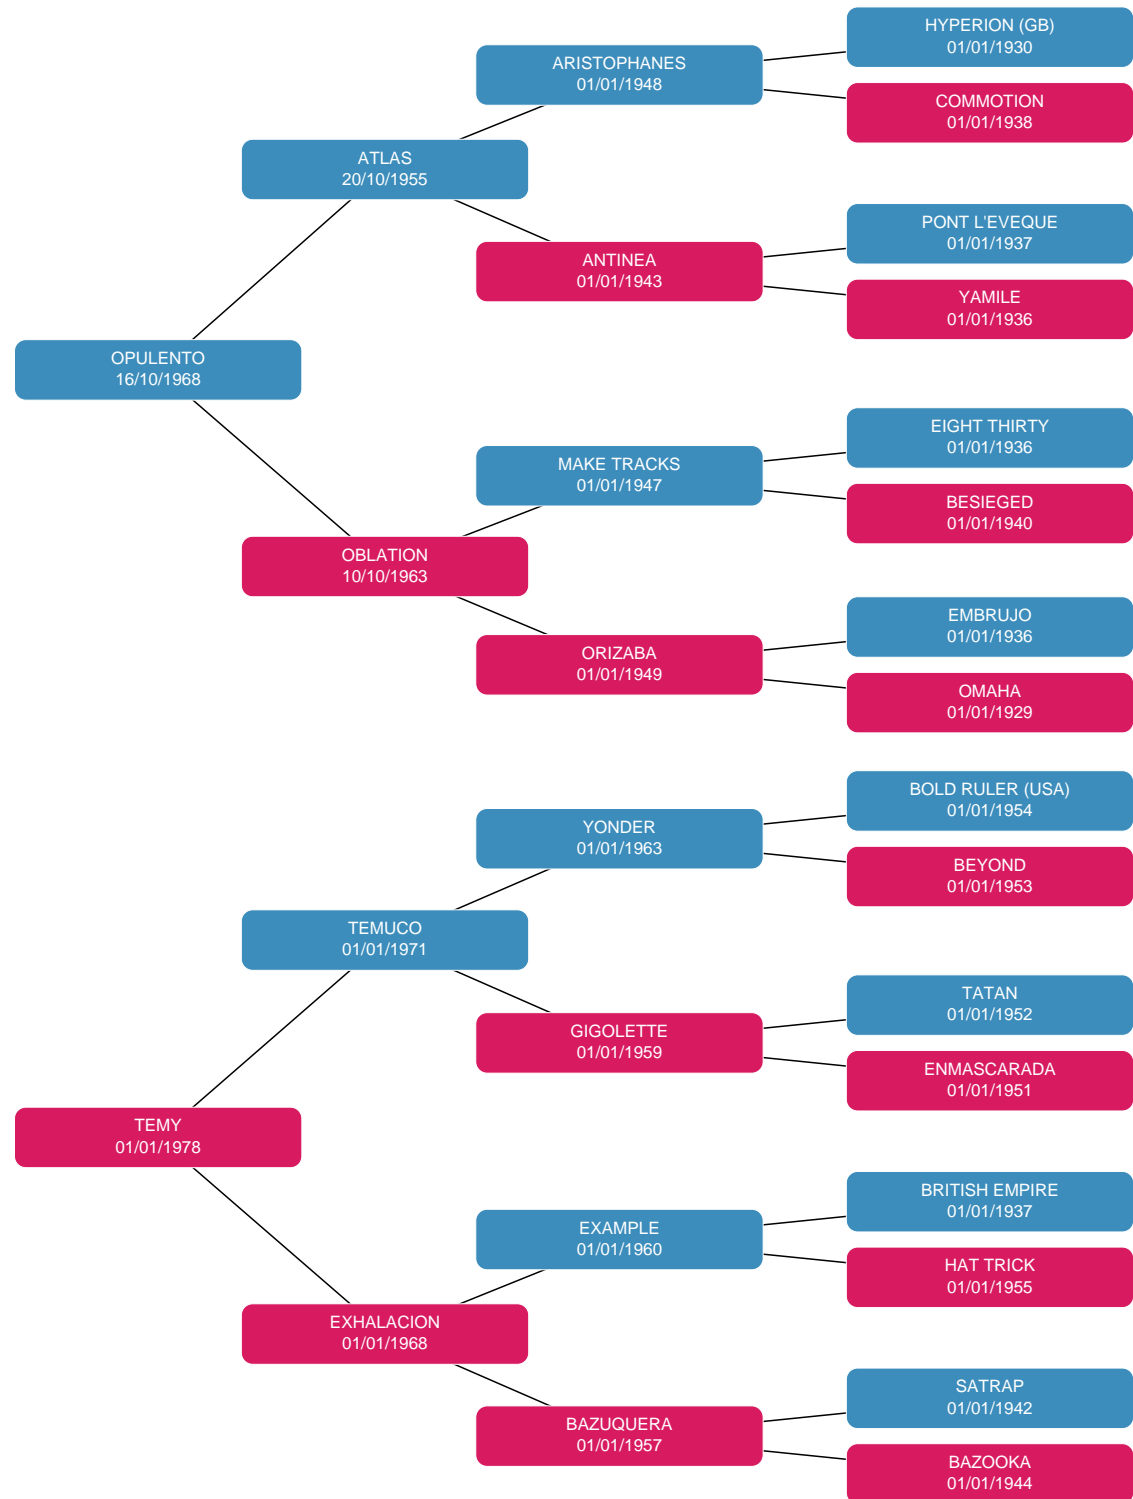 HYPERION (GB)
01/01/1930
ARISTOPHANES
01/01/1948
COMMOTION
01/01/1938
ATLAS
20/10/1955
PONT L'EVEQUE
01/01/1937
ANTINEA
01/01/1943
YAMILE
01/01/1936
OPULENTO
16/10/1968
EIGHT THIRTY
01/01/1936
MAKE TRACKS
01/01/1947
BESIEGED
01/01/1940
OBLATION
10/10/1963
EMBRUJO
01/01/1936
ORIZABA
01/01/1949
OMAHA
01/01/1929
BOLD RULER (USA)
01/01/1954
YONDER
01/01/1963
BEYOND
01/01/1953
TEMUCO
01/01/1971
TATAN
01/01/1952
GIGOLETTE
01/01/1959
ENMASCARADA
01/01/1951
TEMY
01/01/1978
BRITISH EMPIRE
01/01/1937
EXAMPLE
01/01/1960
HAT TRICK
01/01/1955
EXHALACION
01/01/1968
SATRAP
01/01/1942
BAZUQUERA
01/01/1957
BAZOOKA
01/01/1944